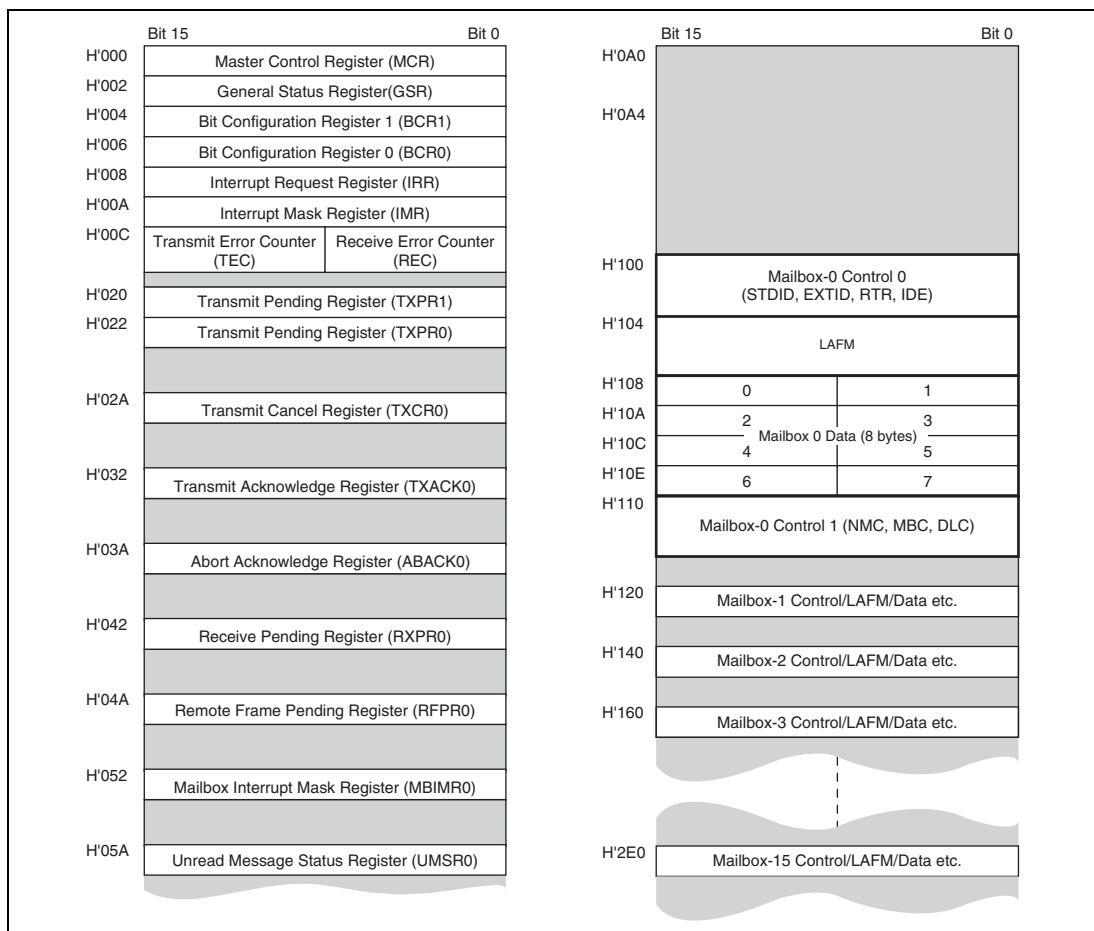 Bit 15 Bit 0
H'000 Master Control Register (MCR)
H'002 General Status Register(GSR)
H'004 Bit Configuration Register 1 (BCR1)
H'006 Bit Configuration Register 0 (BCR0)
H'008 Interrupt Request Register (IRR)
H'00A Interrupt Mask Register (IMR)
H'00C Transmit Error Counter (TEC) Receive Error Counter (REC)
H'020 Transmit Pending Register (TXPR1)
H'022 Transmit Pending Register (TXPR0)
H'02A Transmit Cancel Register (TXCR0)
H'032 Transmit Acknowledge Register (TXACK0)
H'03A Abort Acknowledge Register (ABACK0)
H'042 Receive Pending Register (RXPR0)
H'04A Remote Frame Pending Register (RFPR0)
H'052 Mailbox Interrupt Mask Register (MBIMR0)
H'05A Unread Message Status Register (UMSR0)
Bit 15 Bit 0
H'0A0
H'0A4
H'100 Mailbox-0 Control 0
(STDID, EXTID, RTR, IDE)
H'104 LAFM
H'108 0 1
H'10A 2 3
Mailbox 0 Data (8 bytes)
H'10C 4 5
H'10E 6 7
H'110 Mailbox-0 Control 1 (NMC, MBC, DLC)
H'120 Mailbox-1 Control/LAFM/Data etc.
H'140 Mailbox-2 Control/LAFM/Data etc.
H'160 Mailbox-3 Control/LAFM/Data etc.
H'2E0 Mailbox-15 Control/LAFM/Data etc.